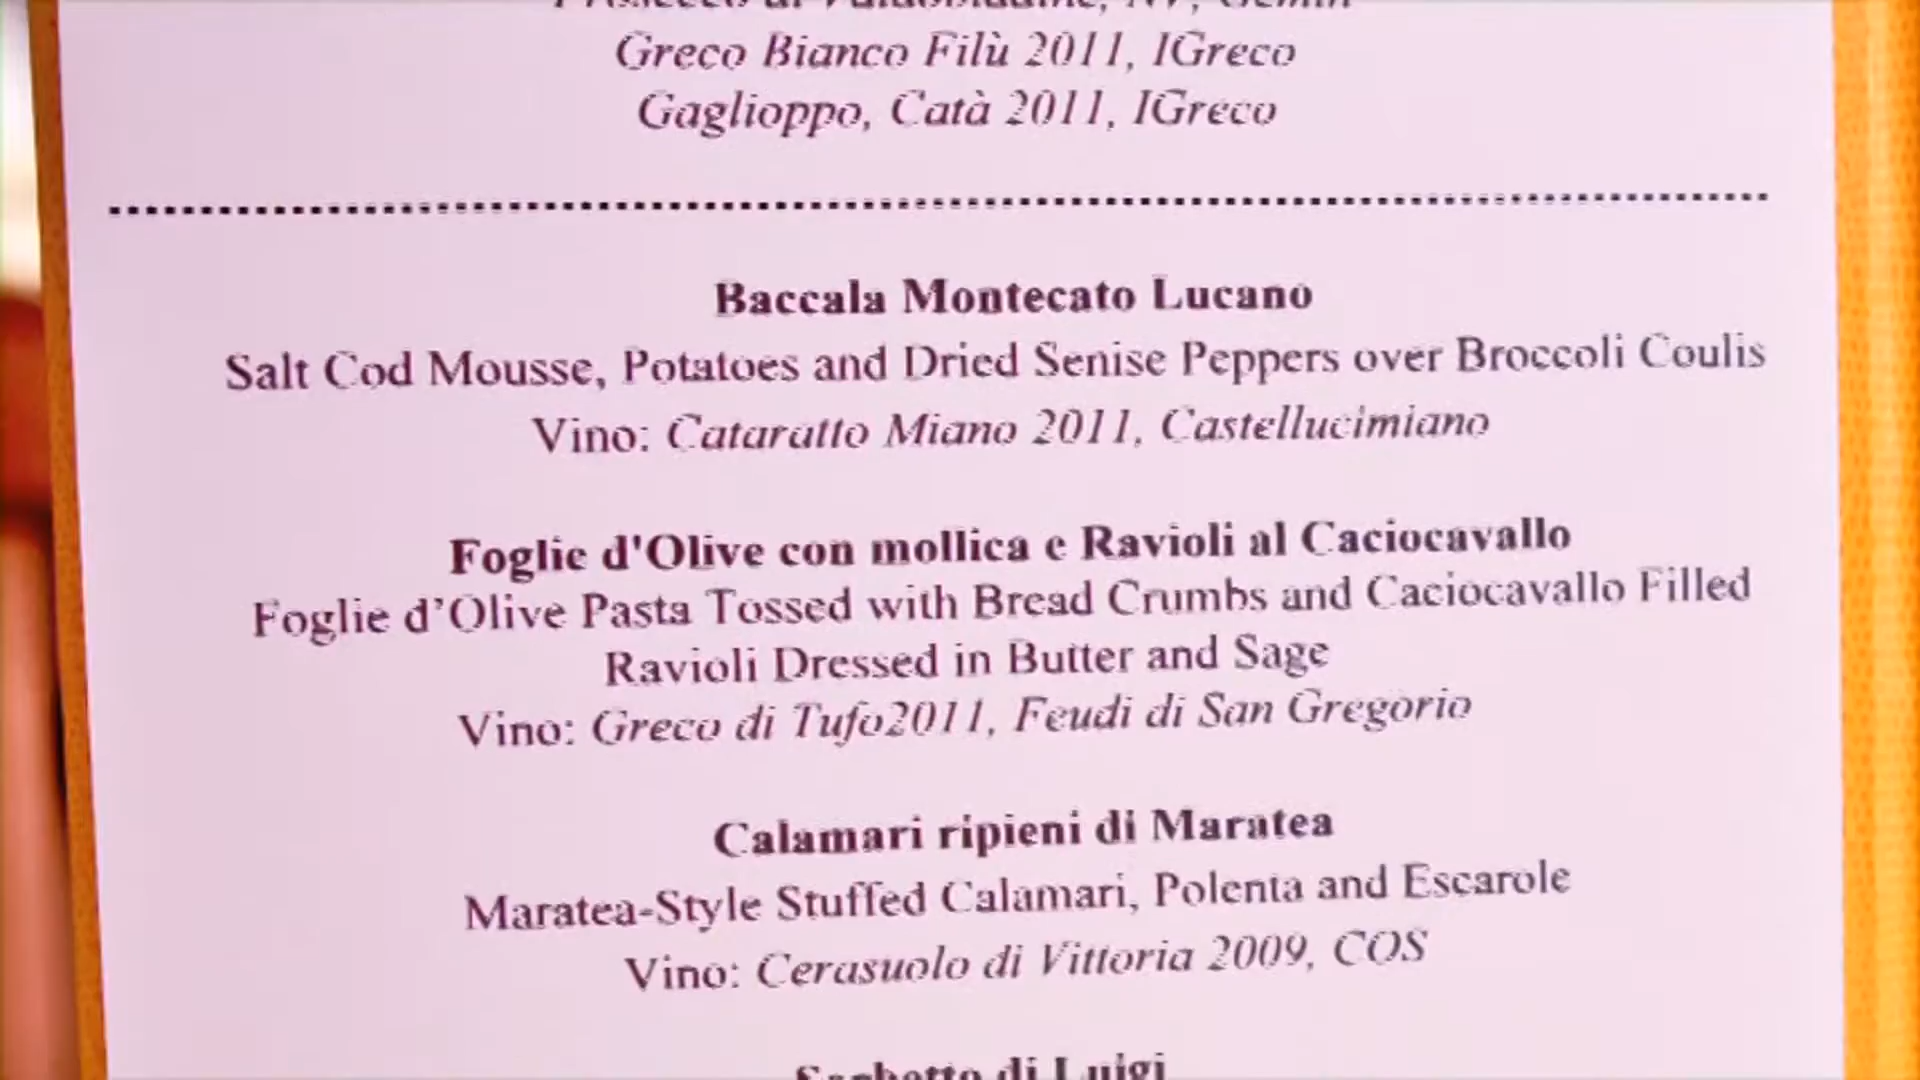 Greco Bianco Filù 2011, IGreco
Gaglioppo, Catà 2011, IGreco
Baccala Montecato Lucano
Salt Cod Mousse, Potatoes and Dried Senise Peppers over Broccoli Coulis
Vino: Cataratto Miano 2011, Castellucimiano
Foglie d'Olive con mollica e Ravioli al Caciocavallo
Foglie d’Olive Pasta Tossed with Bread Crumbs and Caciocavallo Filled
Ravioli Dressed in Butter and Sage
Vino: Greco di Tufo2011, Feudi di San Gregorio
Calamari ripieni di Maratea
Maratea-Style Stuffed Calamari, Polenta and Escarole
Vino: Cerasuolo di Vittoria 2009, COS
di Luigi